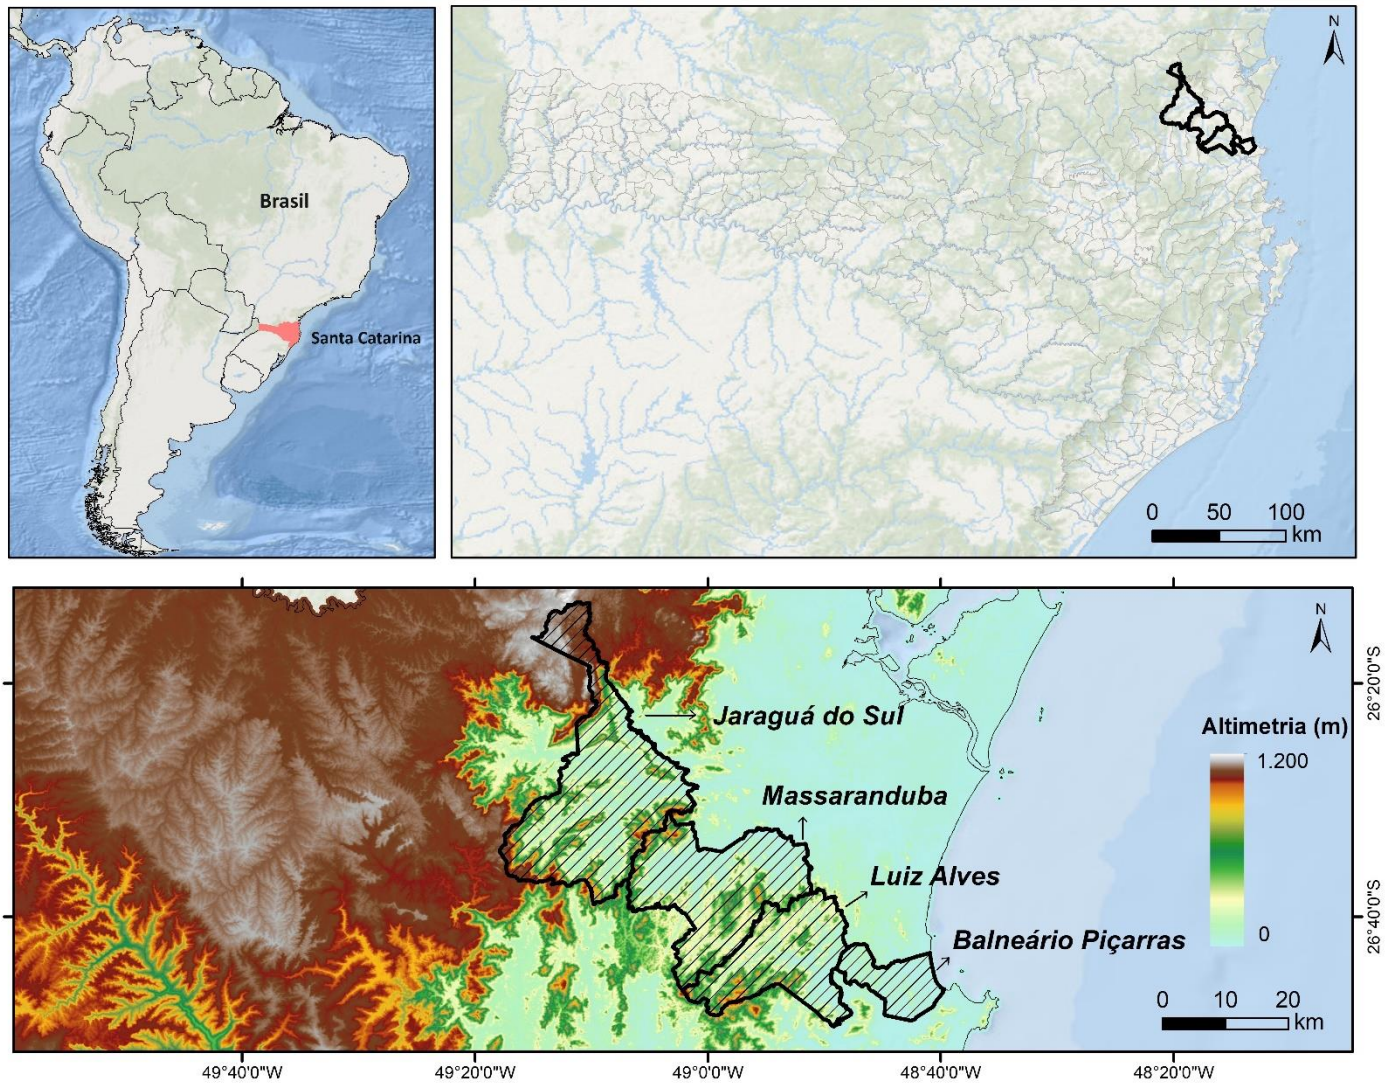 Brasil
Santa Catarina
N
0 50 100
km
N
Jaraguá do Sul
Massaranduba
Luiz Alves
Balneário Piçarras
Altimetria (m)
1.200
0
0 10 20
km
26°20'0"S
26°40'0"S
49°40'0"W 49°20'0"W 49°0'0"W 48°40'0"W 48°20'0"W